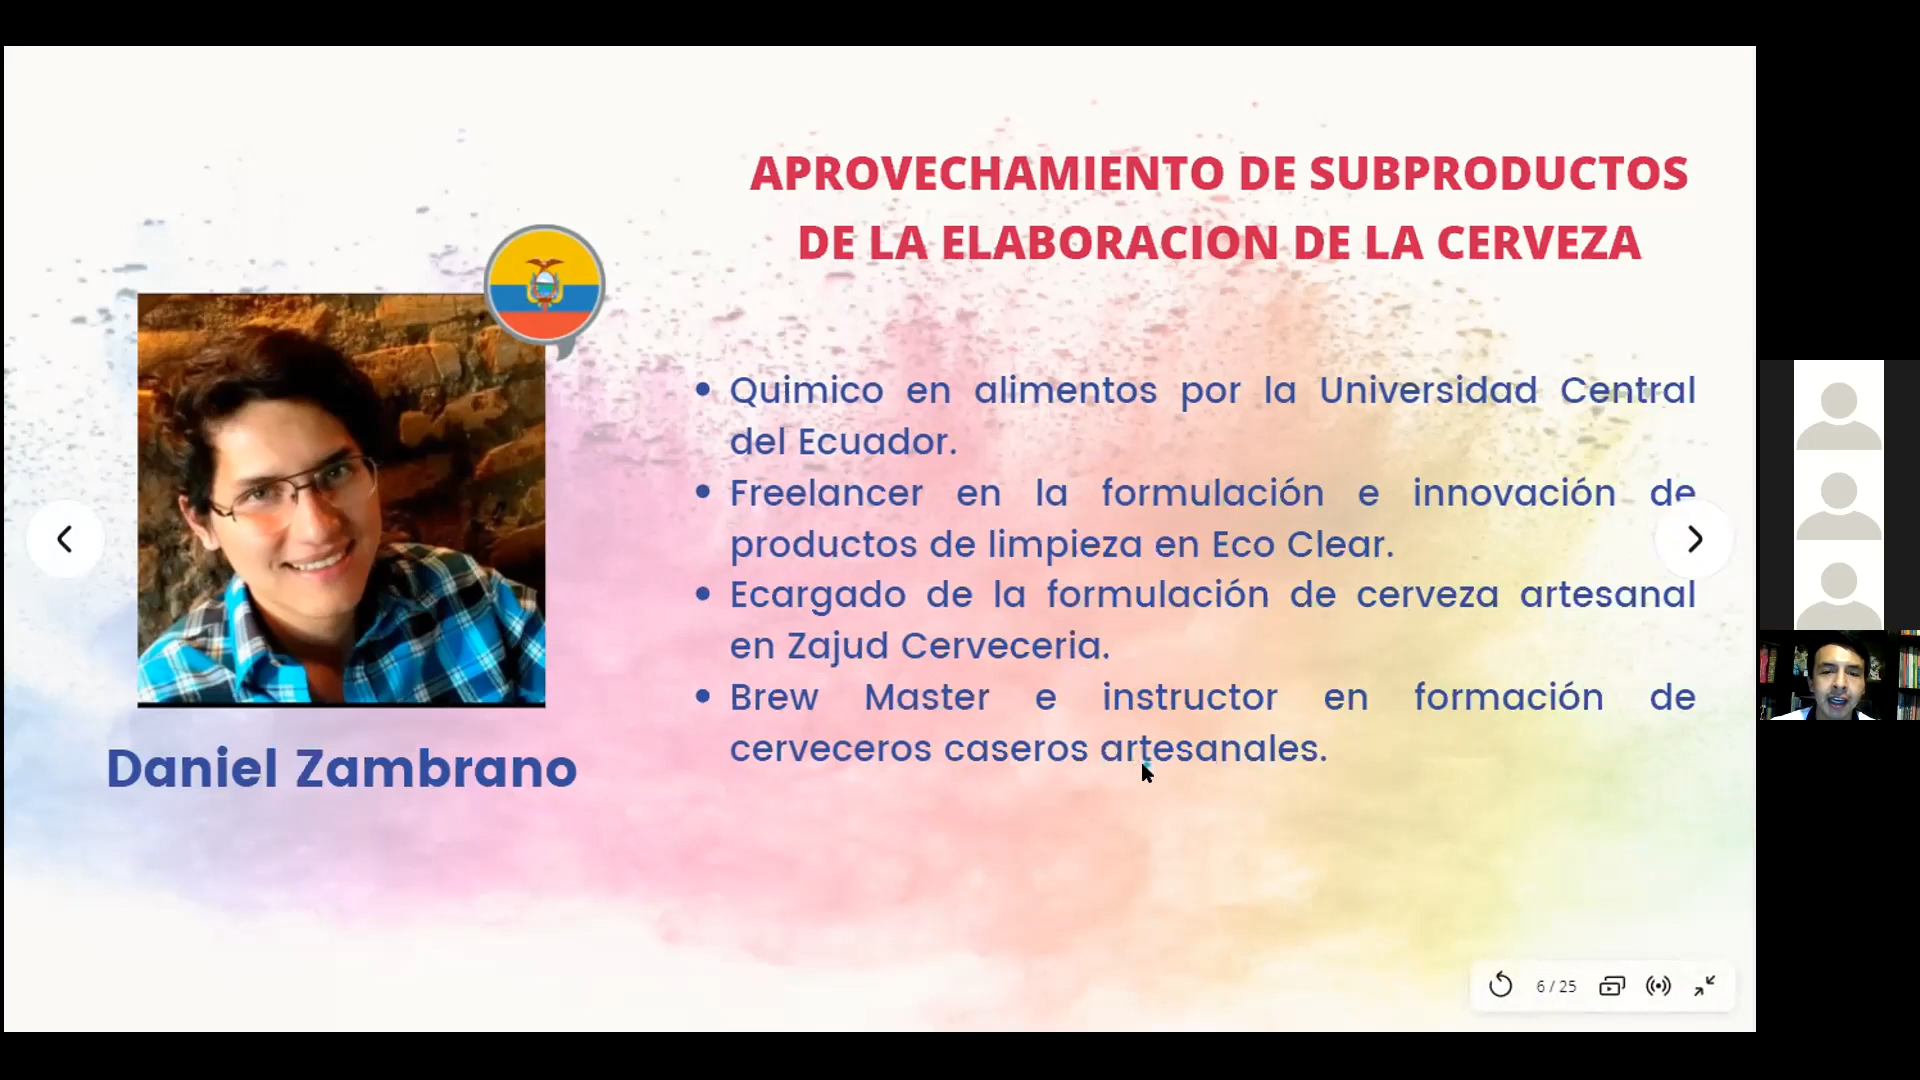 APROVECHAMIENTO DE SUBPRODUCTOS
DE LA ELABORACION DE LA CERVEZA
Quimico en alimentos por la Universidad Central
del Ecuador.
Freelancer en la formulación e innovación de
productos de limpieza en Eco Clear.
Ecargado de la formulación de cerveza artesanal
en Zajud Cerveceria.
Brew Master e instructor en formación de
cerveceros caseros artesanales.
Daniel Zambrano
6 / 25